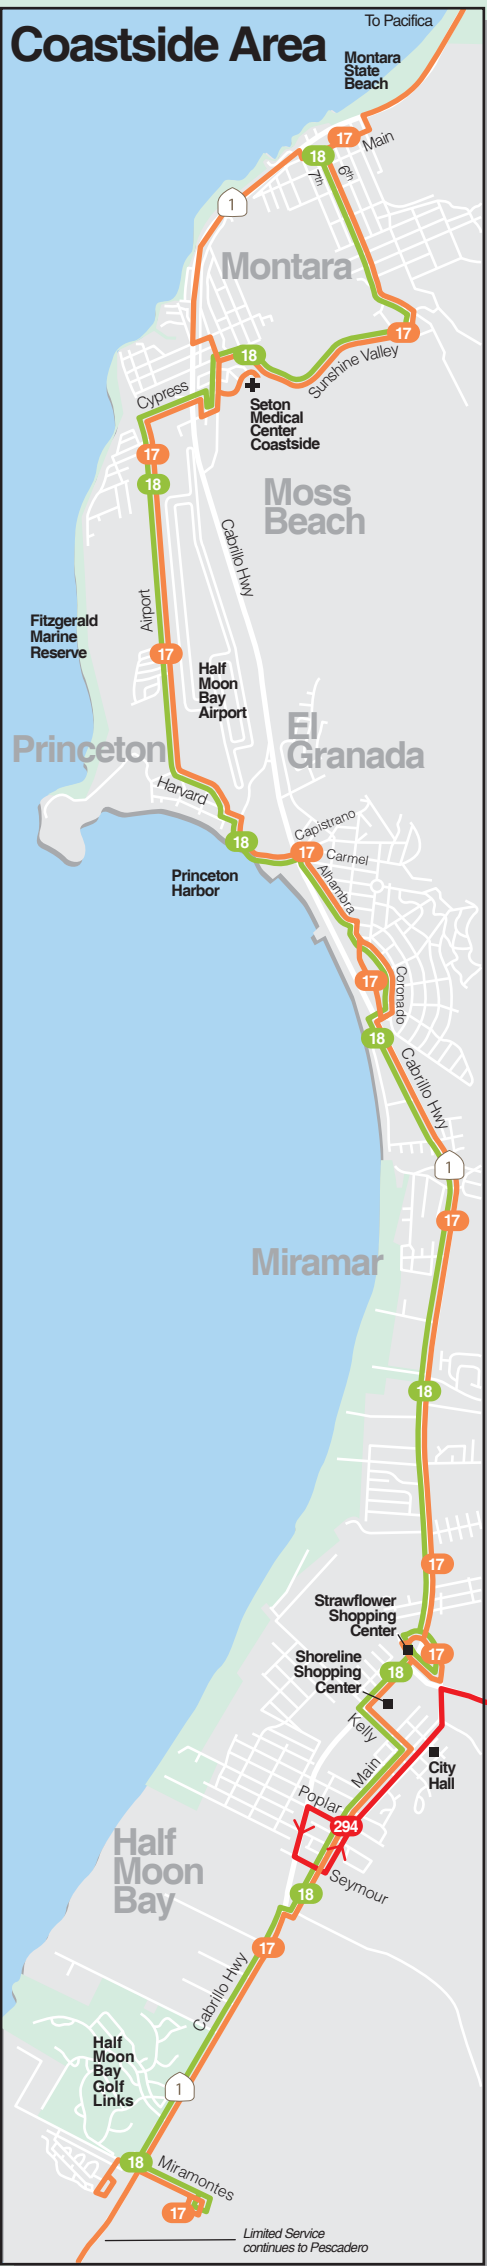 To Pacifica
Coastside Area
Montara
State
Beach
17
Main
18
7th
6th
1
Montara
17
18
Sunshine Valley
Cypress
Seton
Medical
Center
Coastside
17
18
Moss
Beach
Cabrillo Hwy
Airport
Fitzgerald
Marine
Reserve
17
Half
Moon
Bay
Airport
El
Granada
Princeton
Harvard
Capistrano
18
17
Carmel
Princeton
Harbor
Alhambra
17
Coronado
18
Cabrillo Hwy
1
17
Miramar
18
17
Strawflower
Shopping
Center
17
Shoreline
Shopping
Center
18
Kelly
Main
City
Hall
Poplar
294
Half
Moon
Bay
Seymour
18
17
Cabrillo Hwy
Half
Moon
Bay
Golf
Links
1
18
Miramontes
17
Limited Service
continues to Pescadero